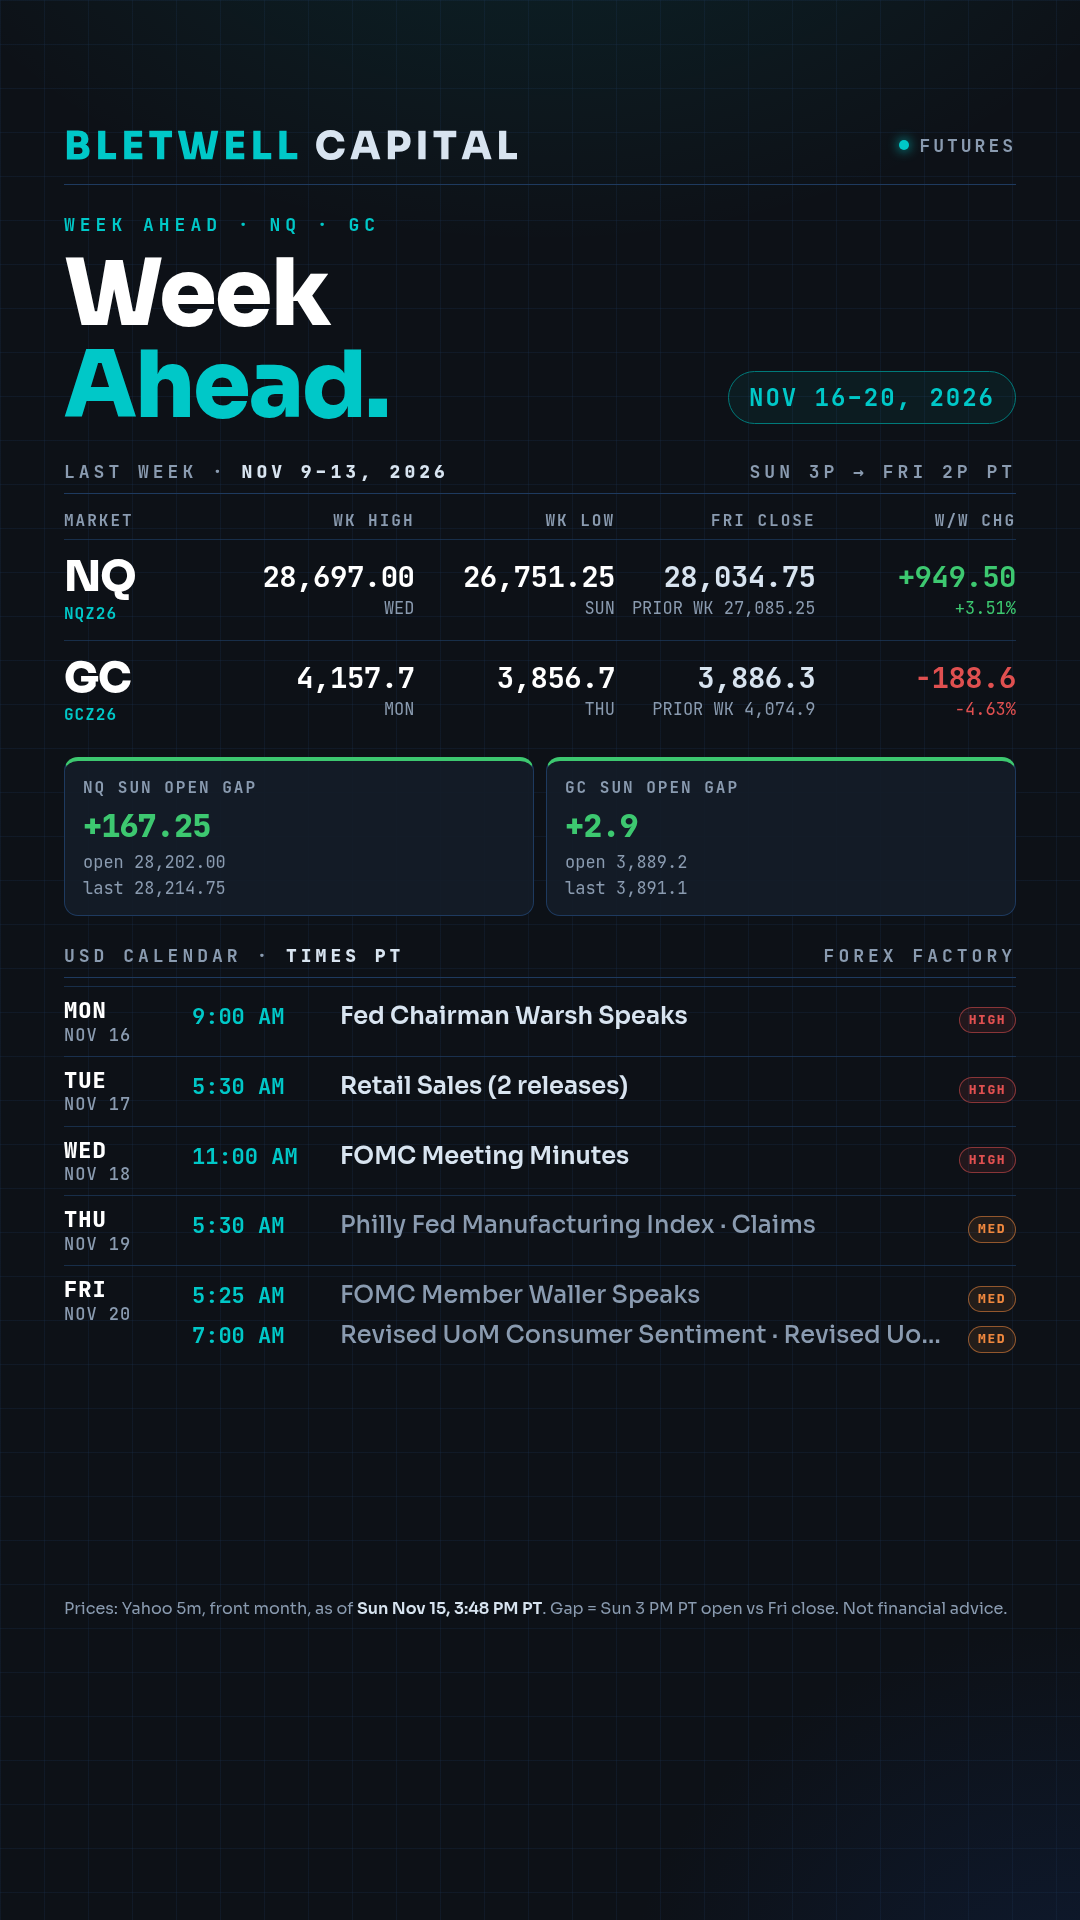 BLETWELL CAPITAL
FUTURES
WEEK AHEAD · NQ · GC
Week
Ahead.
NOV 16–20, 2026
LAST WEEK · NOV 9–13, 2026
SUN 3P → FRI 2P PT
MARKET WK HIGH WK LOW FRI CLOSE W/W CHG
NQ 28,697.00 26,751.25 28,034.75 +949.50
NQZ26 WED SUN PRIOR WK 27,085.25 +3.51%
GC 4,157.7 3,856.7 3,886.3 -188.6
GCZ26 MON THU PRIOR WK 4,074.9 -4.63%
NQ SUN OPEN GAP
+167.25
open 28,202.00
last 28,214.75
GC SUN OPEN GAP
+2.9
open 3,889.2
last 3,891.1
USD CALENDAR · TIMES PT
FOREX FACTORY
MON 9:00 AM Fed Chairman Warsh Speaks HIGH
NOV 16
TUE 5:30 AM Retail Sales (2 releases) HIGH
NOV 17
WED 11:00 AM FOMC Meeting Minutes HIGH
NOV 18
THU 5:30 AM Philly Fed Manufacturing Index · Claims MED
NOV 19
FRI 5:25 AM FOMC Member Waller Speaks MED
NOV 20
7:00 AM Revised UoM Consumer Sentiment · Revised Uo... MED
Prices: Yahoo 5m, front month, as of Sun Nov 15, 3:48 PM PT. Gap = Sun 3 PM PT open vs Fri close. Not financial advice.